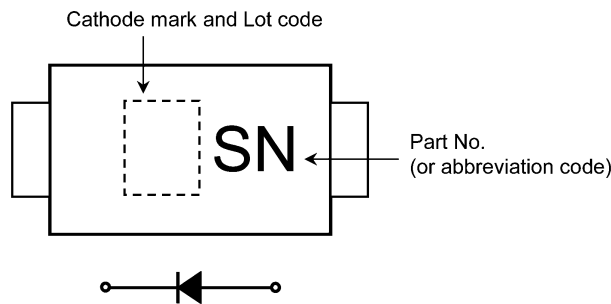 Cathode mark and Lot code
SN
Part No.
(or abbreviation code)